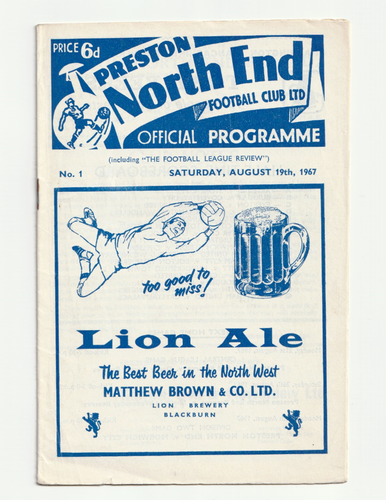 PRICE 6d
PRESTON
North End
FOOTBALL CLUB LTD
OFFICIAL PROGRAMME
(including "THE FOOTBALL LEAGUE REVIEW")
No. 1 SATURDAY, AUGUST 19th, 1967
too good to
miss!
Lion Ale
The Best Beer in the North West
MATTHEW BROWN & CO. LTD.
LION BREWERY
BLACKBURN